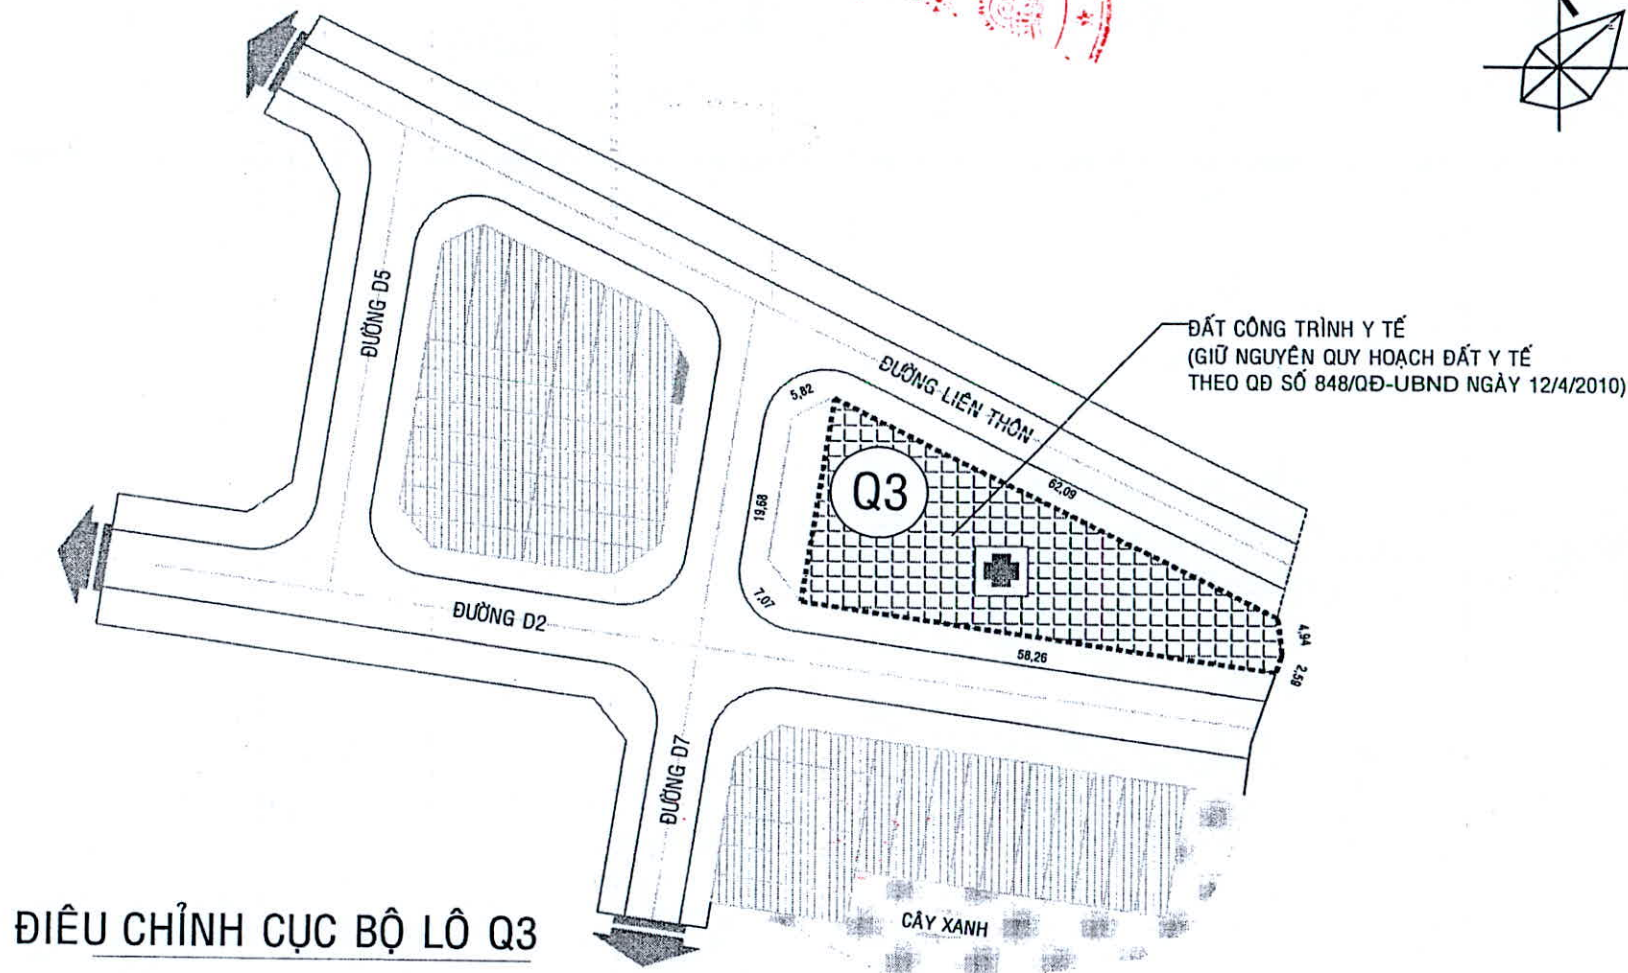 ĐƯỜNG D5
ĐẤT CÔNG TRÌNH Y TẾ
(GIỮ NGUYÊN QUY HOẠCH ĐẤT Y TẾ
THEO QĐ SỐ 848/QĐ-UBND NGÀY 12/4/2010)
ĐƯỜNG LIÊN THÔN
5,82
Q3
62,09
19,68
7,07
ĐƯỜNG D2
58,26
4,94
2,59
ĐƯỜNG D7
CÂY XANH
ĐIỀU CHỈNH CỤC BỘ LÔ Q3